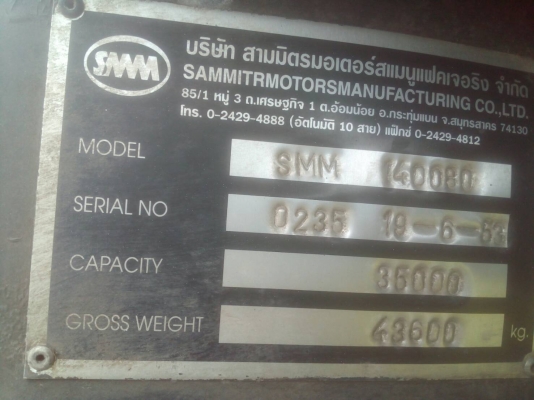 SMM
บริษัท สามมิตรมอเตอร์สแมนูแฟคเจอริง จำกัด
SAMMITRMOTORSMANUFACTURING CO.,LTD.
85/1 หมู่ 3 ถ.เศรษฐกิจ 1 ต.อ้อมน้อย อ.กระทุ่มแบน จ.สมุทรสาคร 74130
โทร. 0-2429-4888 (อัตโนมัติ 10 สาย) แฟ็กซ์ 0-2429-4812
MODEL SMM
SERIAL NO 0235 19-6-53
CAPACITY 35000
GROSS WEIGHT 43600 kg.